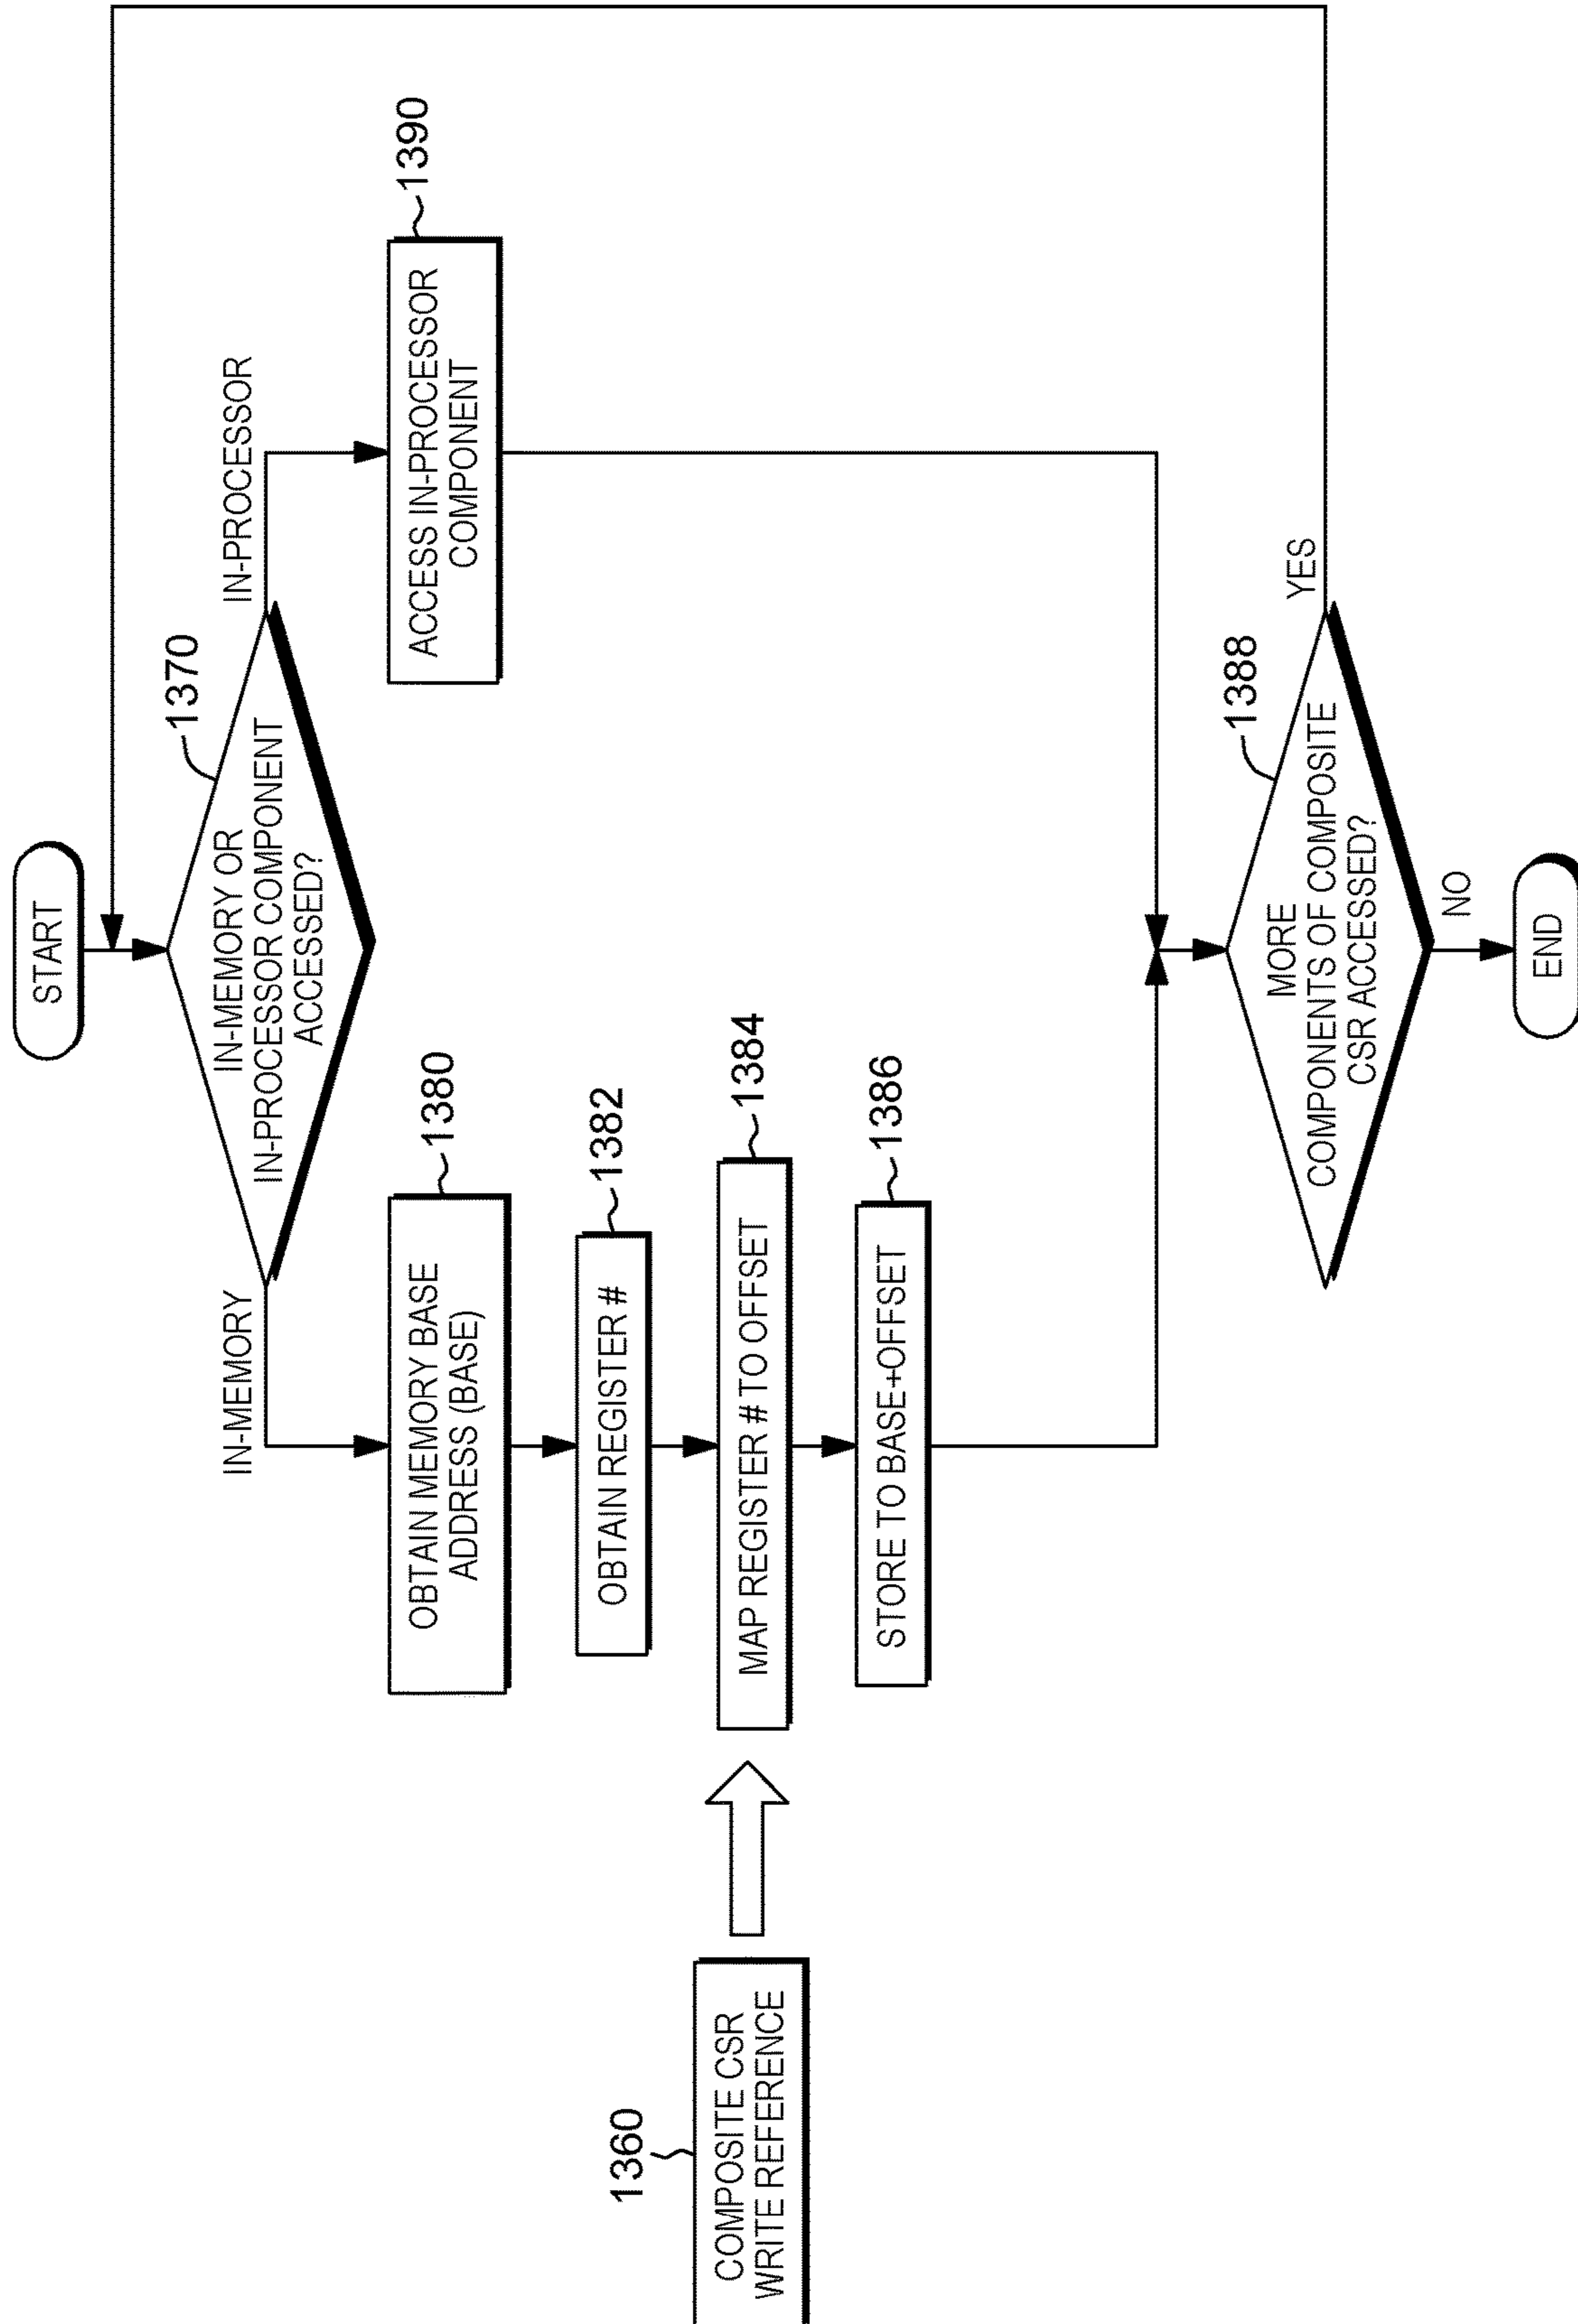 START
1370
IN-MEMORY OR
IN-PROCESSOR COMPONENT
ACCESSED?
IN-MEMORY
IN-PROCESSOR
1380
OBTAIN MEMORY BASE
ADDRESS (BASE)
1390
ACCESS IN-PROCESSOR
COMPONENT
1382
OBTAIN REGISTER #
1360
COMPOSITE CSR
WRITE REFERENCE
1384
MAP REGISTER # TO OFFSET
1386
STORE TO BASE+OFFSET
1388
MORE
COMPONENTS OF COMPOSITE
CSR ACCESSED?
YES
NO
END